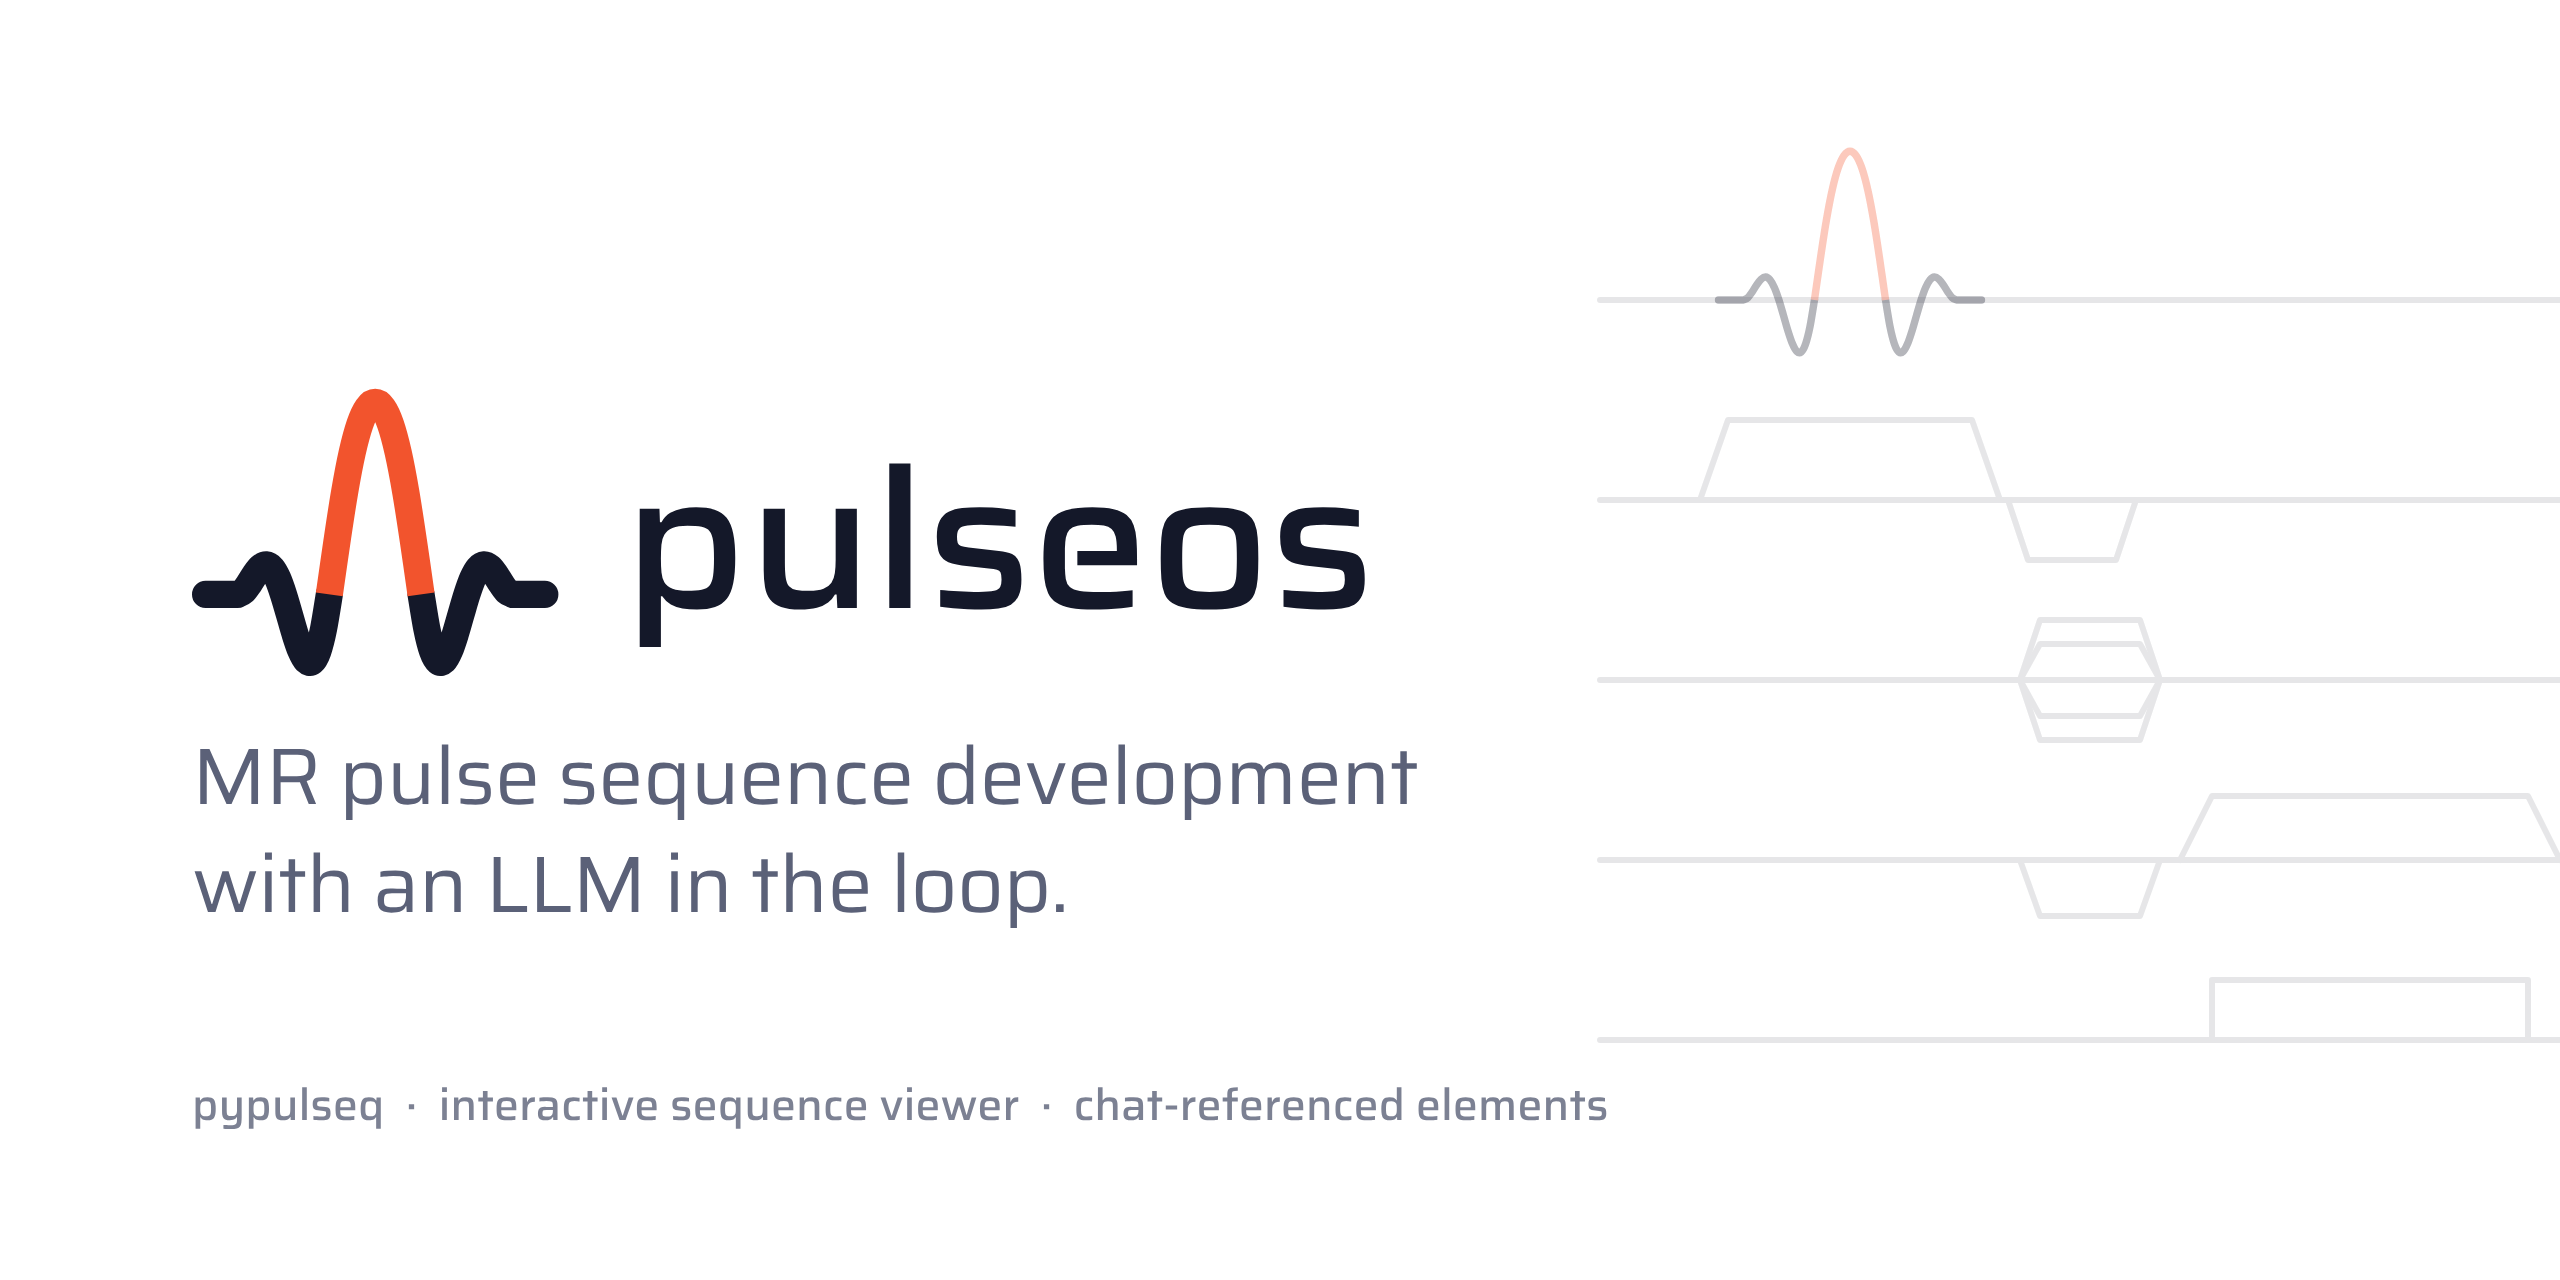 pulseos
MR pulse sequence development
with an LLM in the loop.
pypulseq · interactive sequence viewer · chat-referenced elements